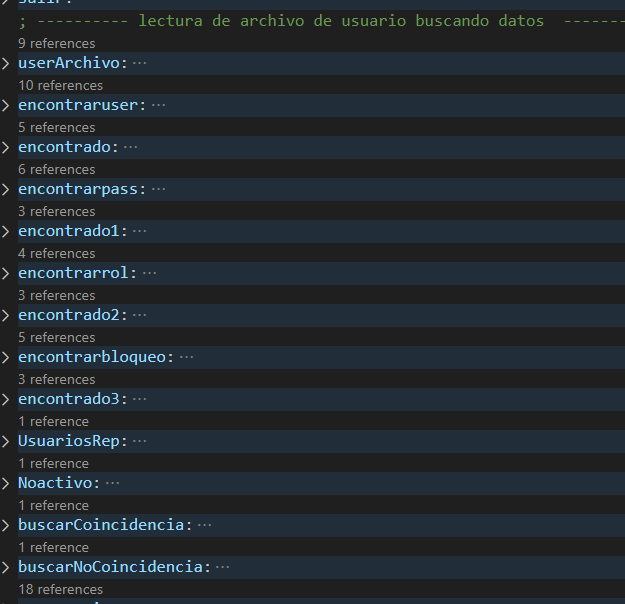 salir:
; ---------- lectura de archivo de usuario buscando datos -------
9 references
userArchivo: ···
10 references
encontraruser: ···
5 references
encontrado: ···
6 references
encontrarpass: ···
3 references
encontrado1: ···
4 references
encontrarrol: ···
3 references
encontrado2: ···
5 references
encontrarbloqueo: ···
3 references
encontrado3: ···
1 reference
UsuariosRep: ···
1 reference
Noactivo: ···
1 reference
buscarCoincidencia: ···
1 reference
buscarNoCoincidencia: ···
18 references